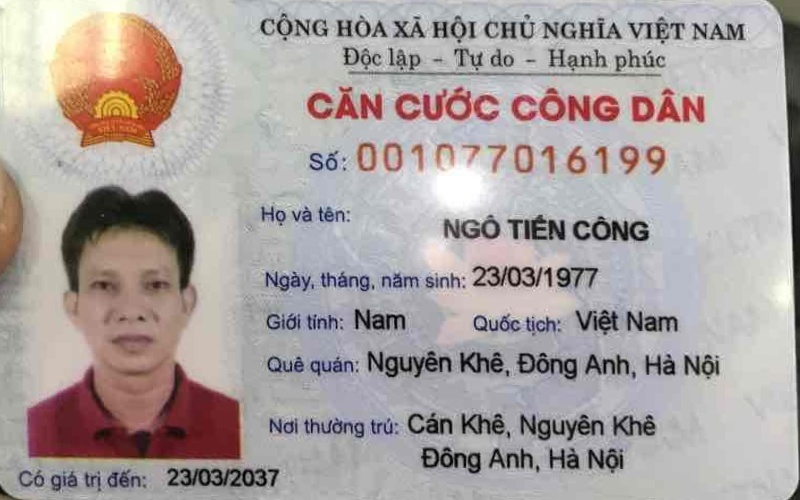 CỘNG HÒA XÃ HỘI CHỦ NGHĨA VIỆT NAM
Độc lập - Tự do - Hạnh phúc
CĂN CƯỚC CÔNG DÂN
Số: 001077016199
Họ và tên: NGÔ TIẾN CÔNG
Ngày, tháng, năm sinh: 23/03/1977
Giới tính: Nam Quốc tịch: Việt Nam
Quê quán: Nguyên Khê, Đông Anh, Hà Nội
Nơi thường trú: Cán Khê, Nguyên Khê
Đông Anh, Hà Nội
Có giá trị đến: 23/03/2037